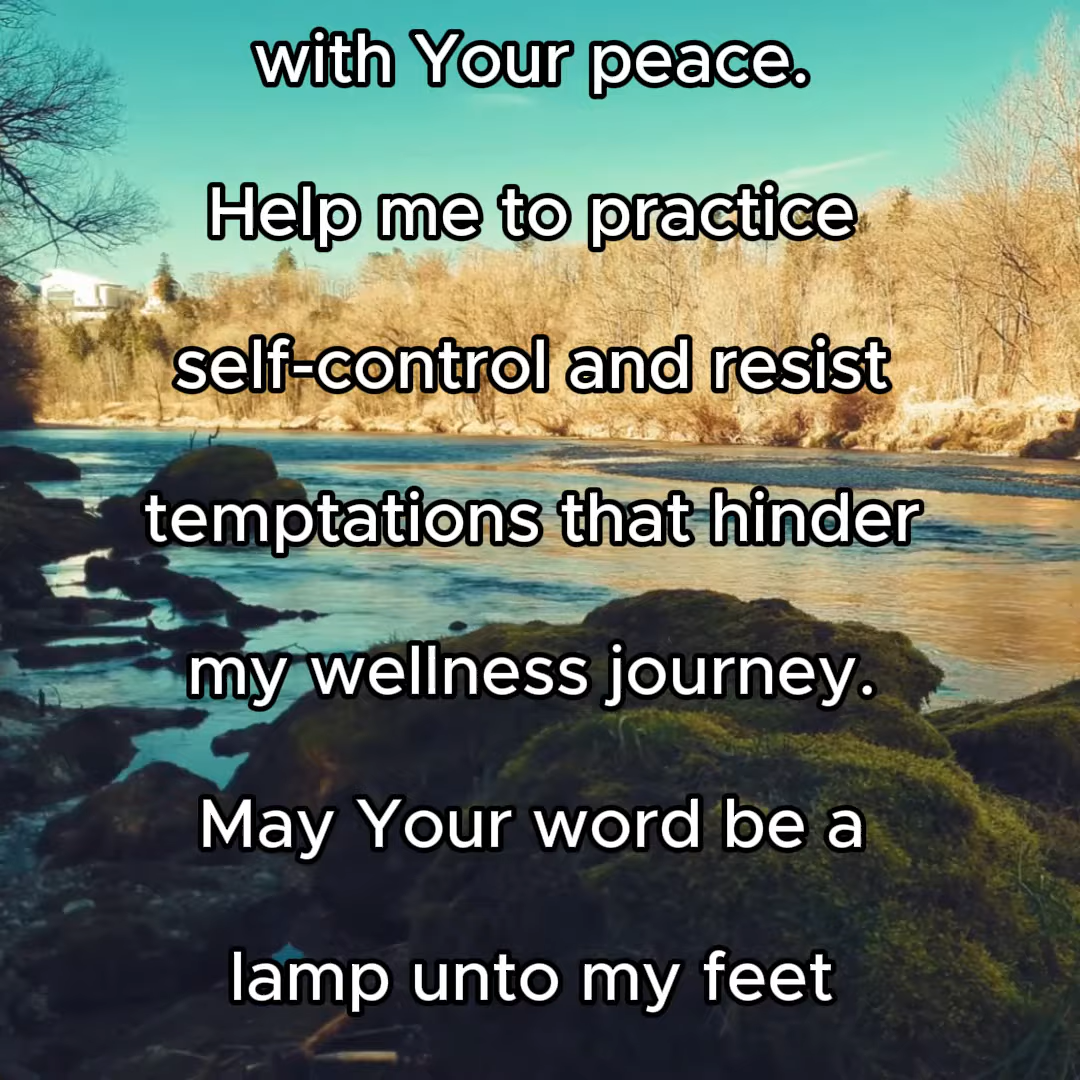 with Your peace.
Help me to practice
self-control and resist
temptations that hinder
my wellness journey.
May Your word be a
lamp unto my feet